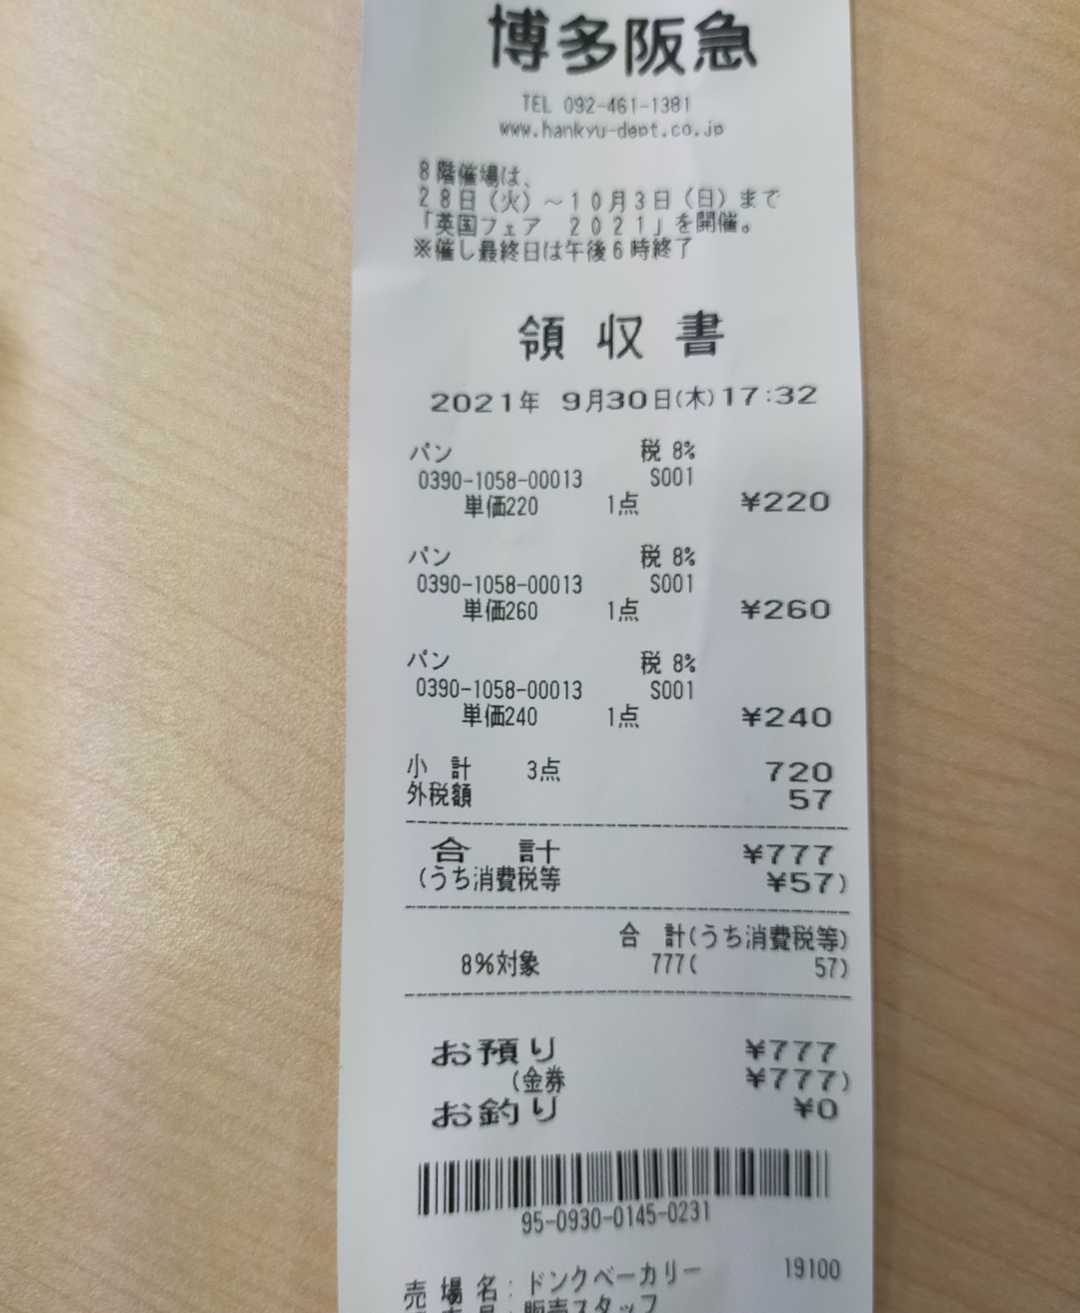 博多阪急
TEL 092-461-1381
www.hankyu-dept.co.jp
8階催場は、
28日（火）～10月3日（日）まで
「英国フェア 2021」を開催。
※催し最終日は午後6時終了
領収書
2021年 9月30日(木)17:32
パン 税 8%
0390-1058-00013 S001
単価220 1点 ¥220
パン 税 8%
0390-1058-00013 S001
単価260 1点 ¥260
パン 税 8%
0390-1058-00013 S001
単価240 1点 ¥240
小 計 3点 720
外税額 57
合 計 ¥777
(うち消費税等 ¥57)
合 計(うち消費税等)
8%対象 777( 57)
お預り ¥777
(金券 ¥777)
お釣り ¥0
95-0930-0145-0231
売場名：ドンクベーカリー 19100
販売スタッフ